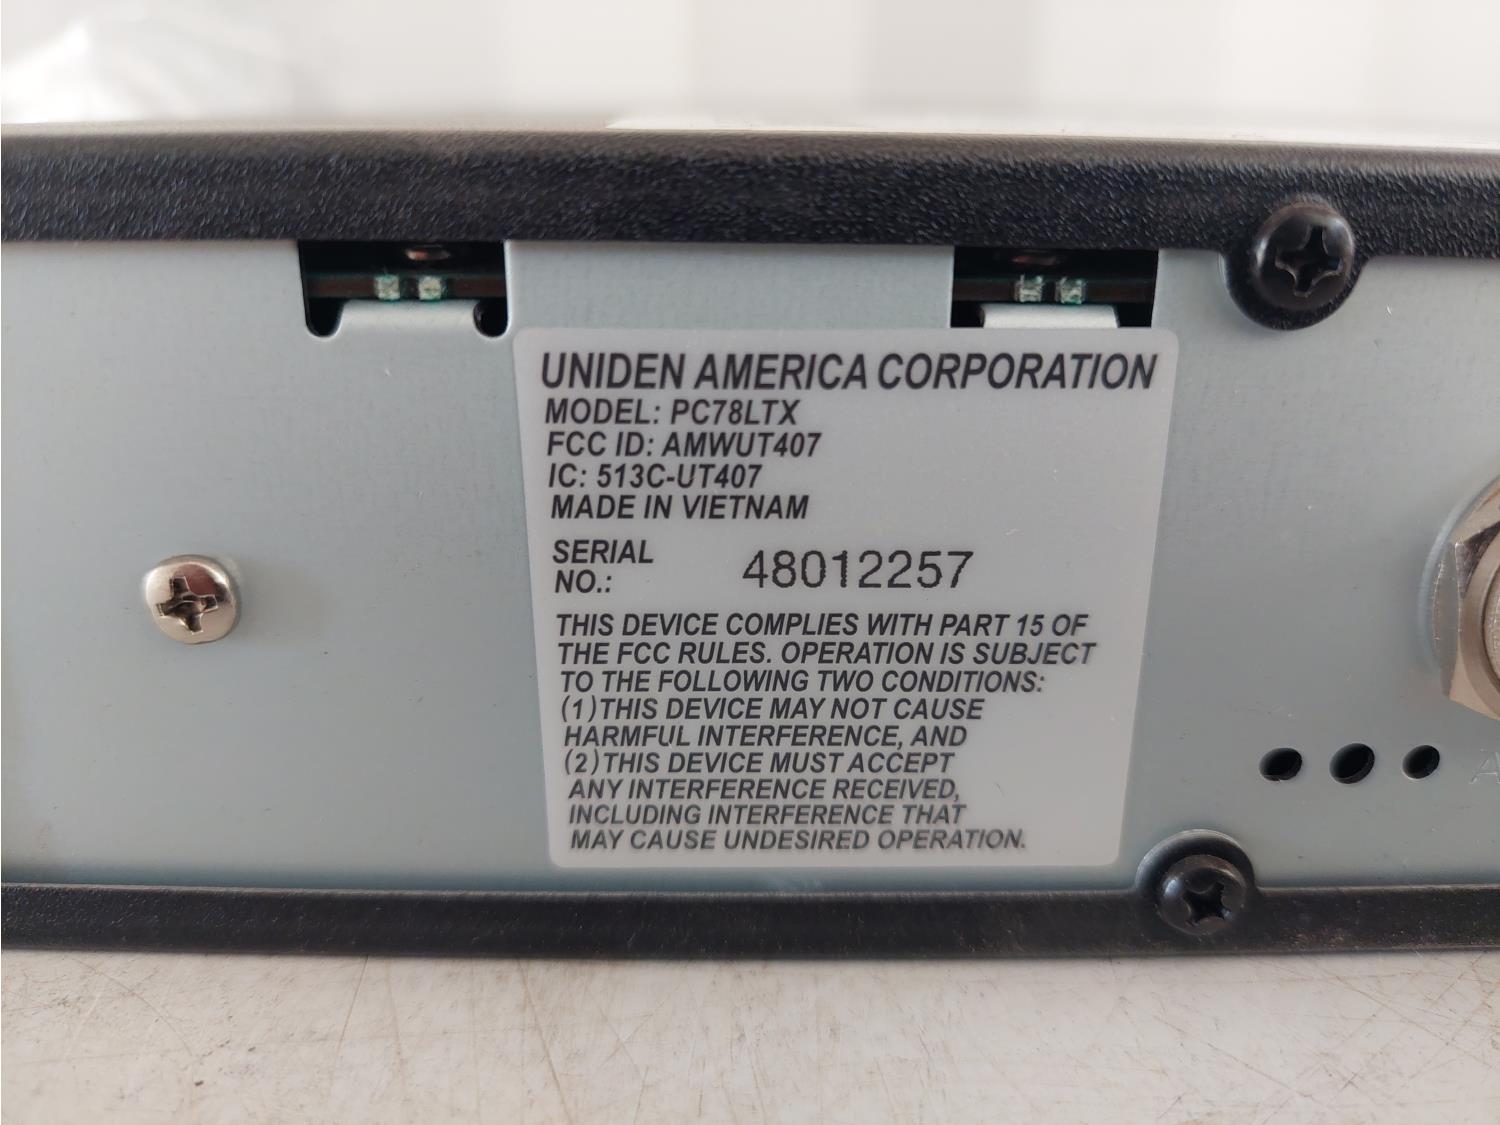 UNIDEN AMERICA CORPORATION
MODEL: PC78LTX
FCC ID: AMWUT407
IC: 513C-UT407
MADE IN VIETNAM
SERIAL
NO.: 48012257
THIS DEVICE COMPLIES WITH PART 15 OF
THE FCC RULES. OPERATION IS SUBJECT
TO THE FOLLOWING TWO CONDITIONS:
(1)THIS DEVICE MAY NOT CAUSE
HARMFUL INTERFERENCE, AND
(2)THIS DEVICE MUST ACCEPT
ANY INTERFERENCE RECEIVED,
INCLUDING INTERFERENCE THAT
MAY CAUSE UNDESIRED OPERATION.